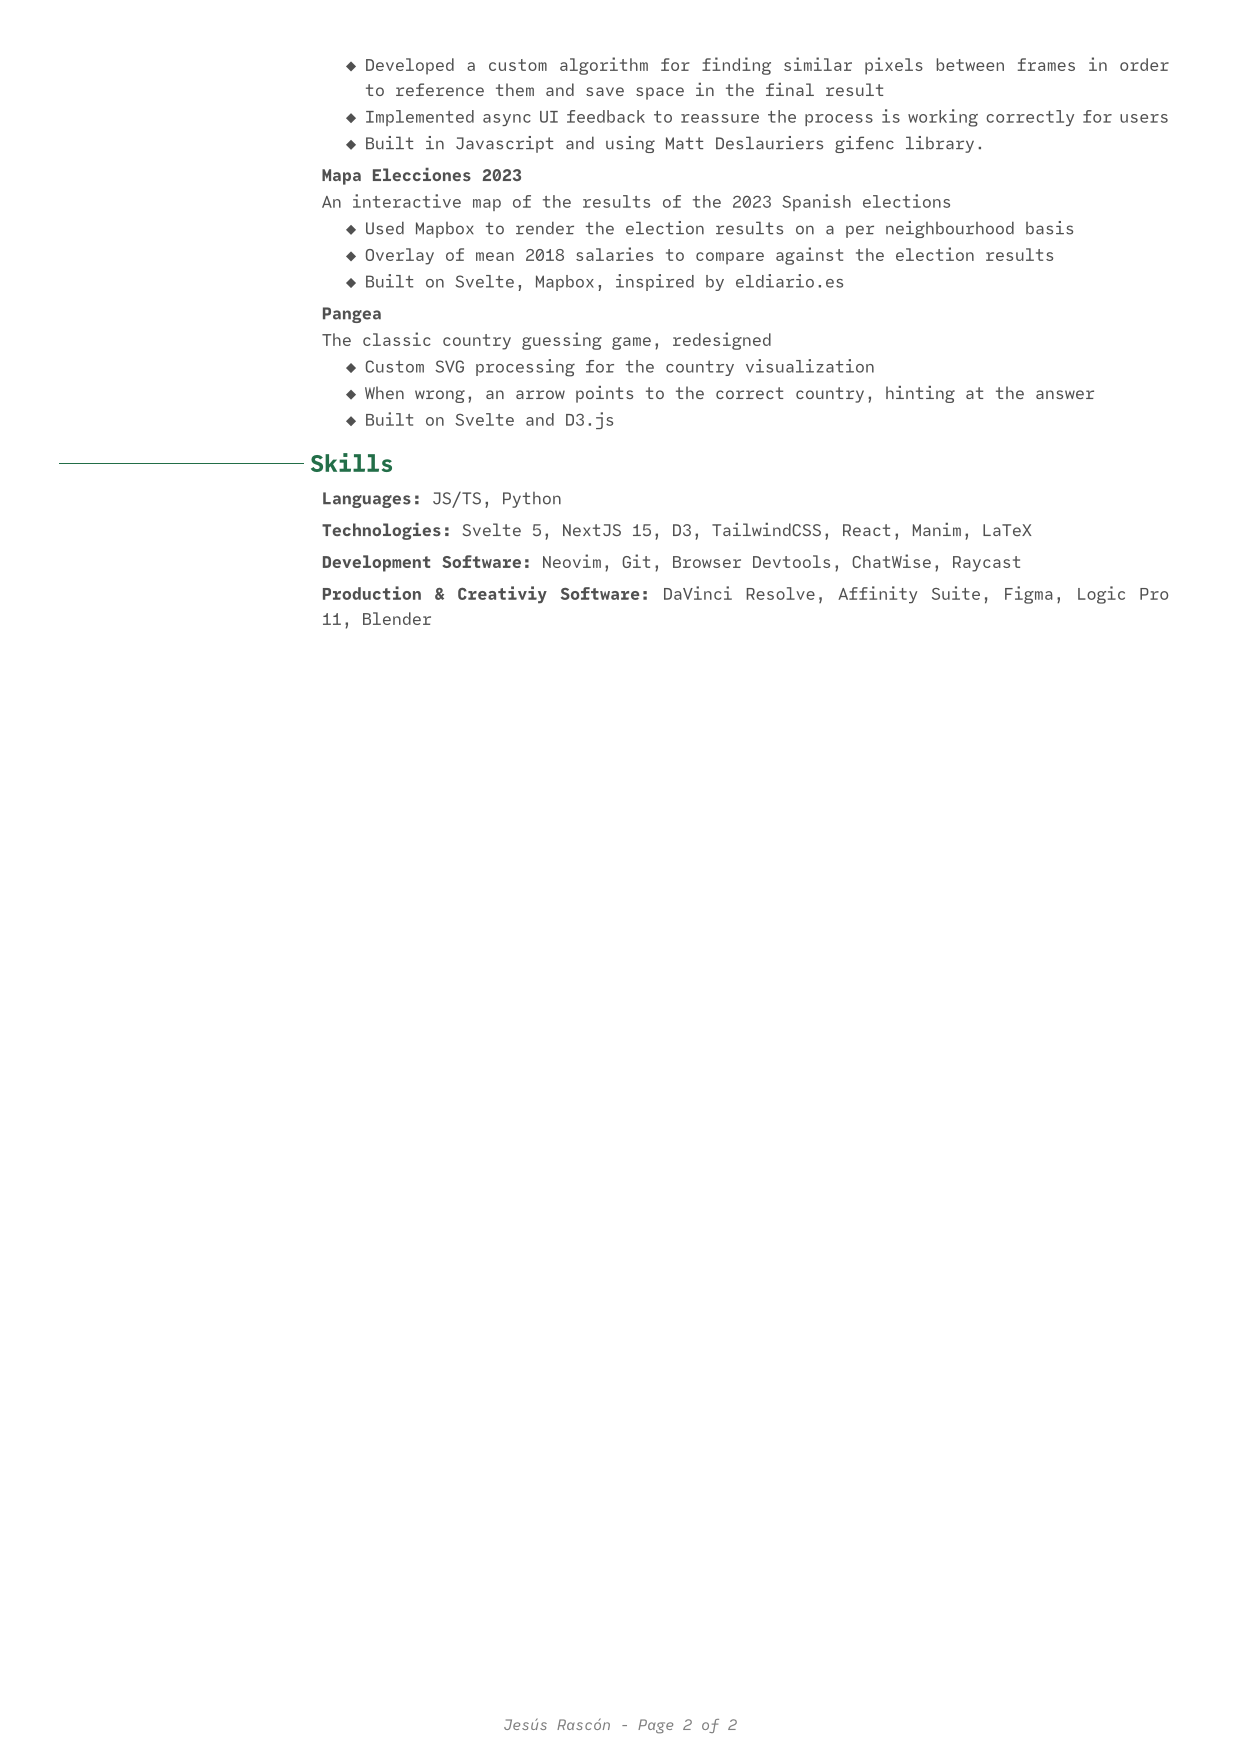 ◆ Developed a custom algorithm for finding similar pixels between frames in order
to reference them and save space in the final result
◆ Implemented async UI feedback to reassure the process is working correctly for users
◆ Built in Javascript and using Matt Deslauriers gifenc library.
Mapa Elecciones 2023
An interactive map of the results of the 2023 Spanish elections
◆ Used Mapbox to render the election results on a per neighbourhood basis
◆ Overlay of mean 2018 salaries to compare against the election results
◆ Built on Svelte, Mapbox, inspired by eldiario.es
Pangea
The classic country guessing game, redesigned
◆ Custom SVG processing for the country visualization
◆ When wrong, an arrow points to the correct country, hinting at the answer
◆ Built on Svelte and D3.js
Skills
Languages: JS/TS, Python
Technologies: Svelte 5, NextJS 15, D3, TailwindCSS, React, Manim, LaTeX
Development Software: Neovim, Git, Browser Devtools, ChatWise, Raycast
Production & Creativiy Software: DaVinci Resolve, Affinity Suite, Figma, Logic Pro
11, Blender
Jesús Rascón - Page 2 of 2